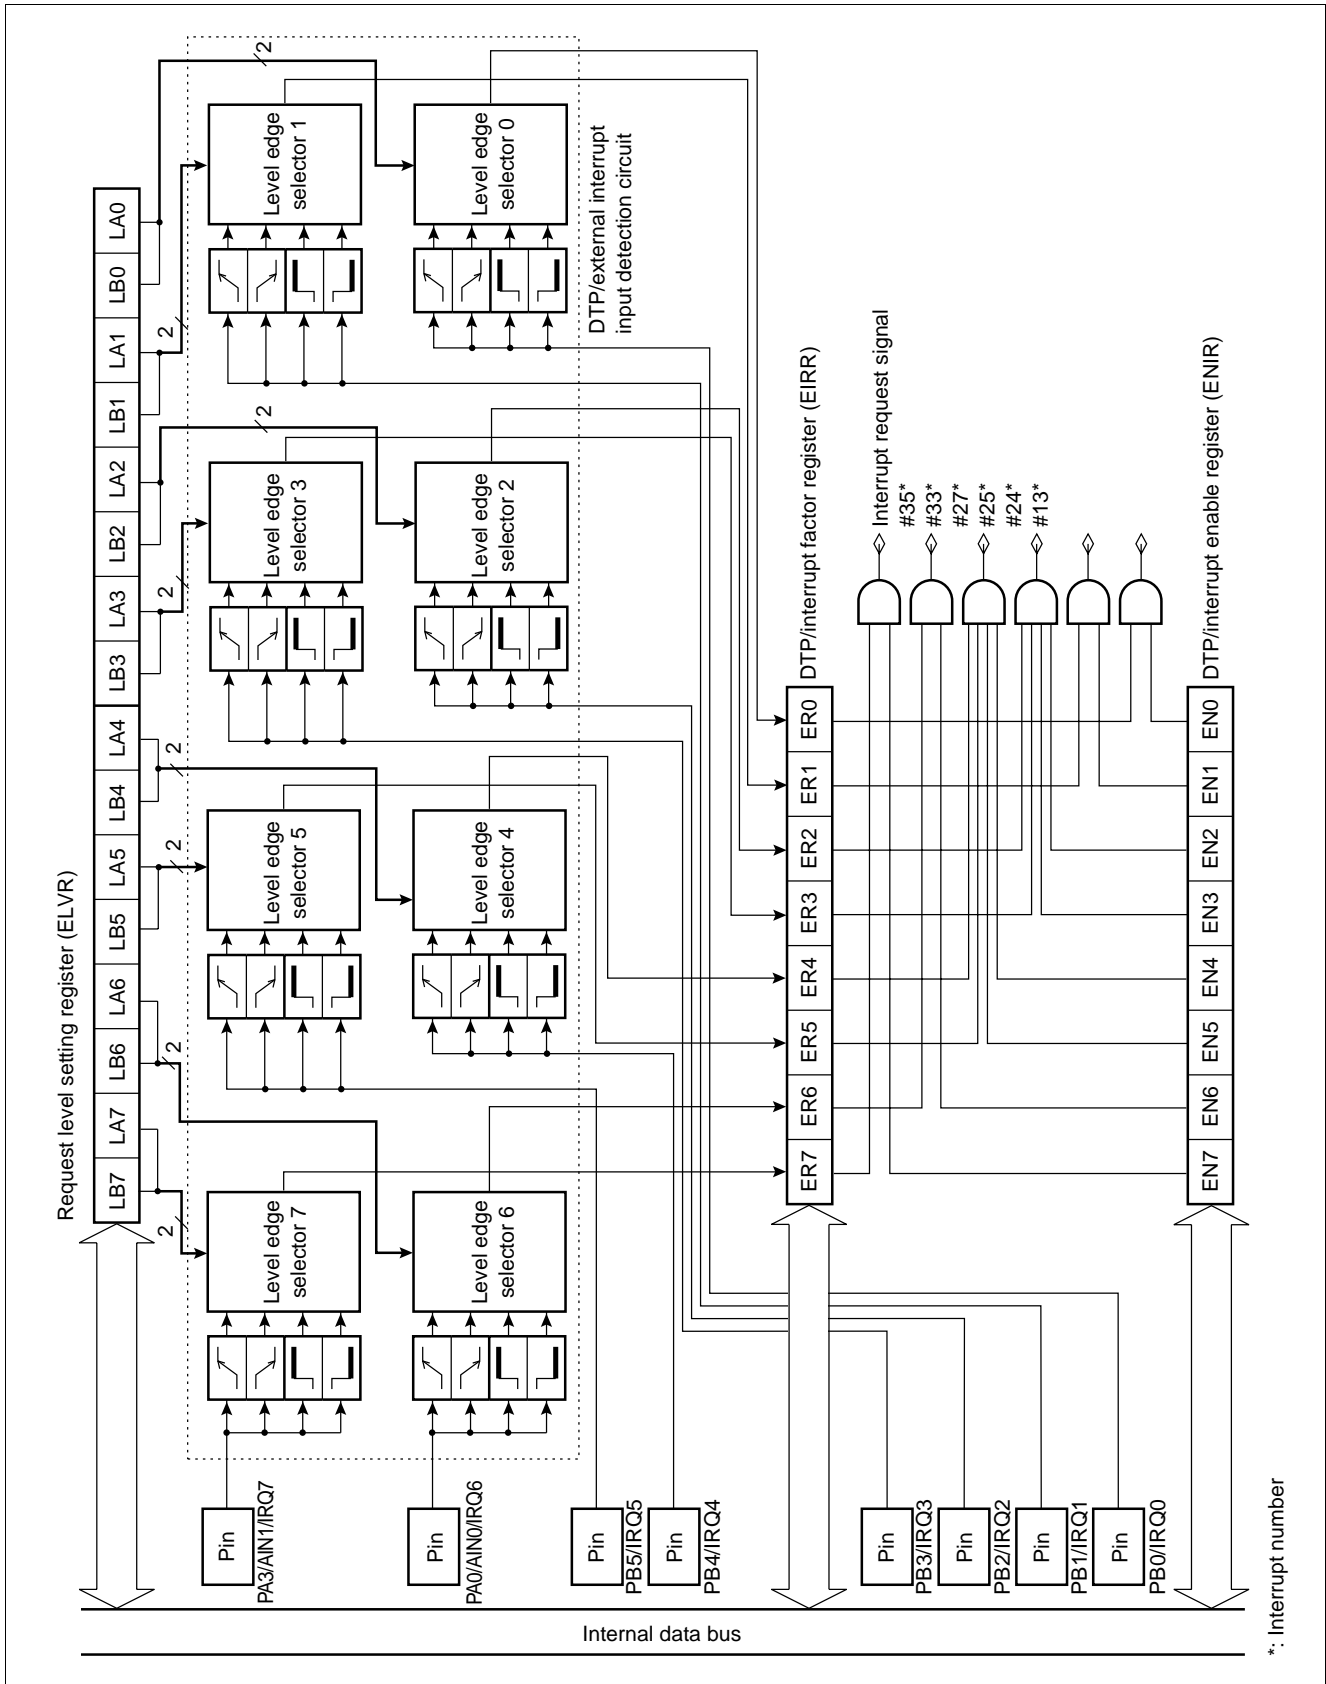 Request level setting register (ELVR)
LB7 LA7 LB6 LA6 LB5 LA5 LB4 LA4 LB3 LA3 LB2 LA2 LB1 LA1 LB0 LA0
2
2
2
2
2
2
2
2
Pin
PA3/AIN1/IRQ7
Level edge
selector 7
Level edge
selector 5
Level edge
selector 3
Level edge
selector 1
Pin
PA0/AIN0/IRQ6
Level edge
selector 6
Level edge
selector 4
Level edge
selector 2
Level edge
selector 0
DTP/external interrupt
input detection circuit
Pin
PB5/IRQ5
Pin
PB4/IRQ4
ER7 ER6 ER5 ER4 ER3 ER2 ER1 ER0
DTP/interrupt factor register (EIRR)
Pin
PB3/IRQ3
Pin
PB2/IRQ2
Pin
PB1/IRQ1
Pin
PB0/IRQ0
Interrupt request signal
#35*
#33*
#27*
#25*
#24*
#13*
EN7 EN6 EN5 EN4 EN3 EN2 EN1 EN0
DTP/interrupt enable register (ENIR)
Internal data bus
*: Interrupt number